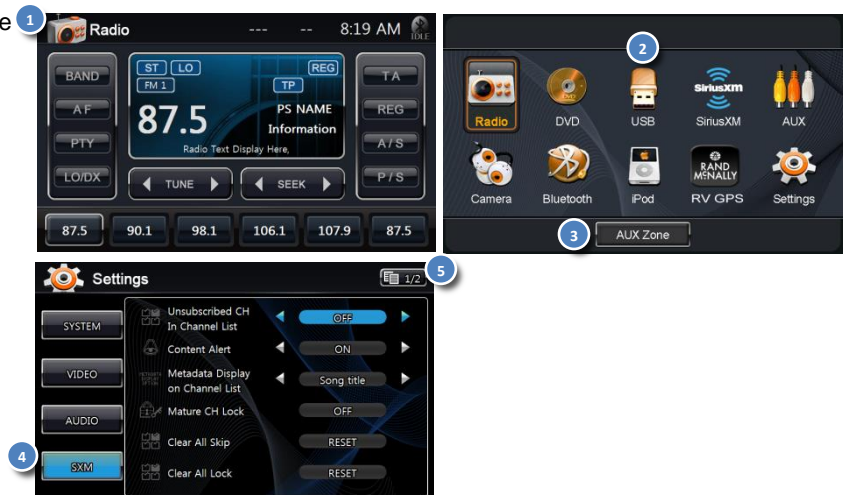 e 1
Radio --- -- 8:19 AM IDLE
BAND ST LO REG TA
FM 1 TP
AF 87.5 PS NAME REG
Information
PTY Radio Text Display Here, A/S
LO/DX TUNE SEEK P/S
87.5 90.1 98.1 106.1 107.9 87.5
2
Radio DVD USB SiriusXM AUX
SiriusXM
DVD
RAND
MCNALLY
Camera Bluetooth iPod RV GPS Settings
3 AUX Zone
Settings 1/2 5
SYSTEM
VIDEO
AUDIO
4 SXM
Unsubscribed CH
In Channel List OFF
Content Alert ON
Metadata Display
on Channel List Song title
Mature CH Lock OFF
Clear All Skip RESET
Clear All Lock RESET